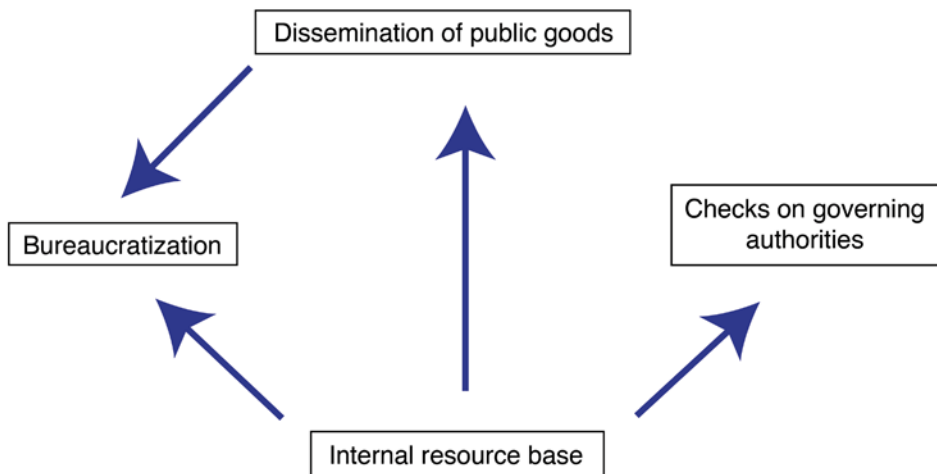 Dissemination of public goods
Bureaucratization
Checks on governing
authorities
Internal resource base